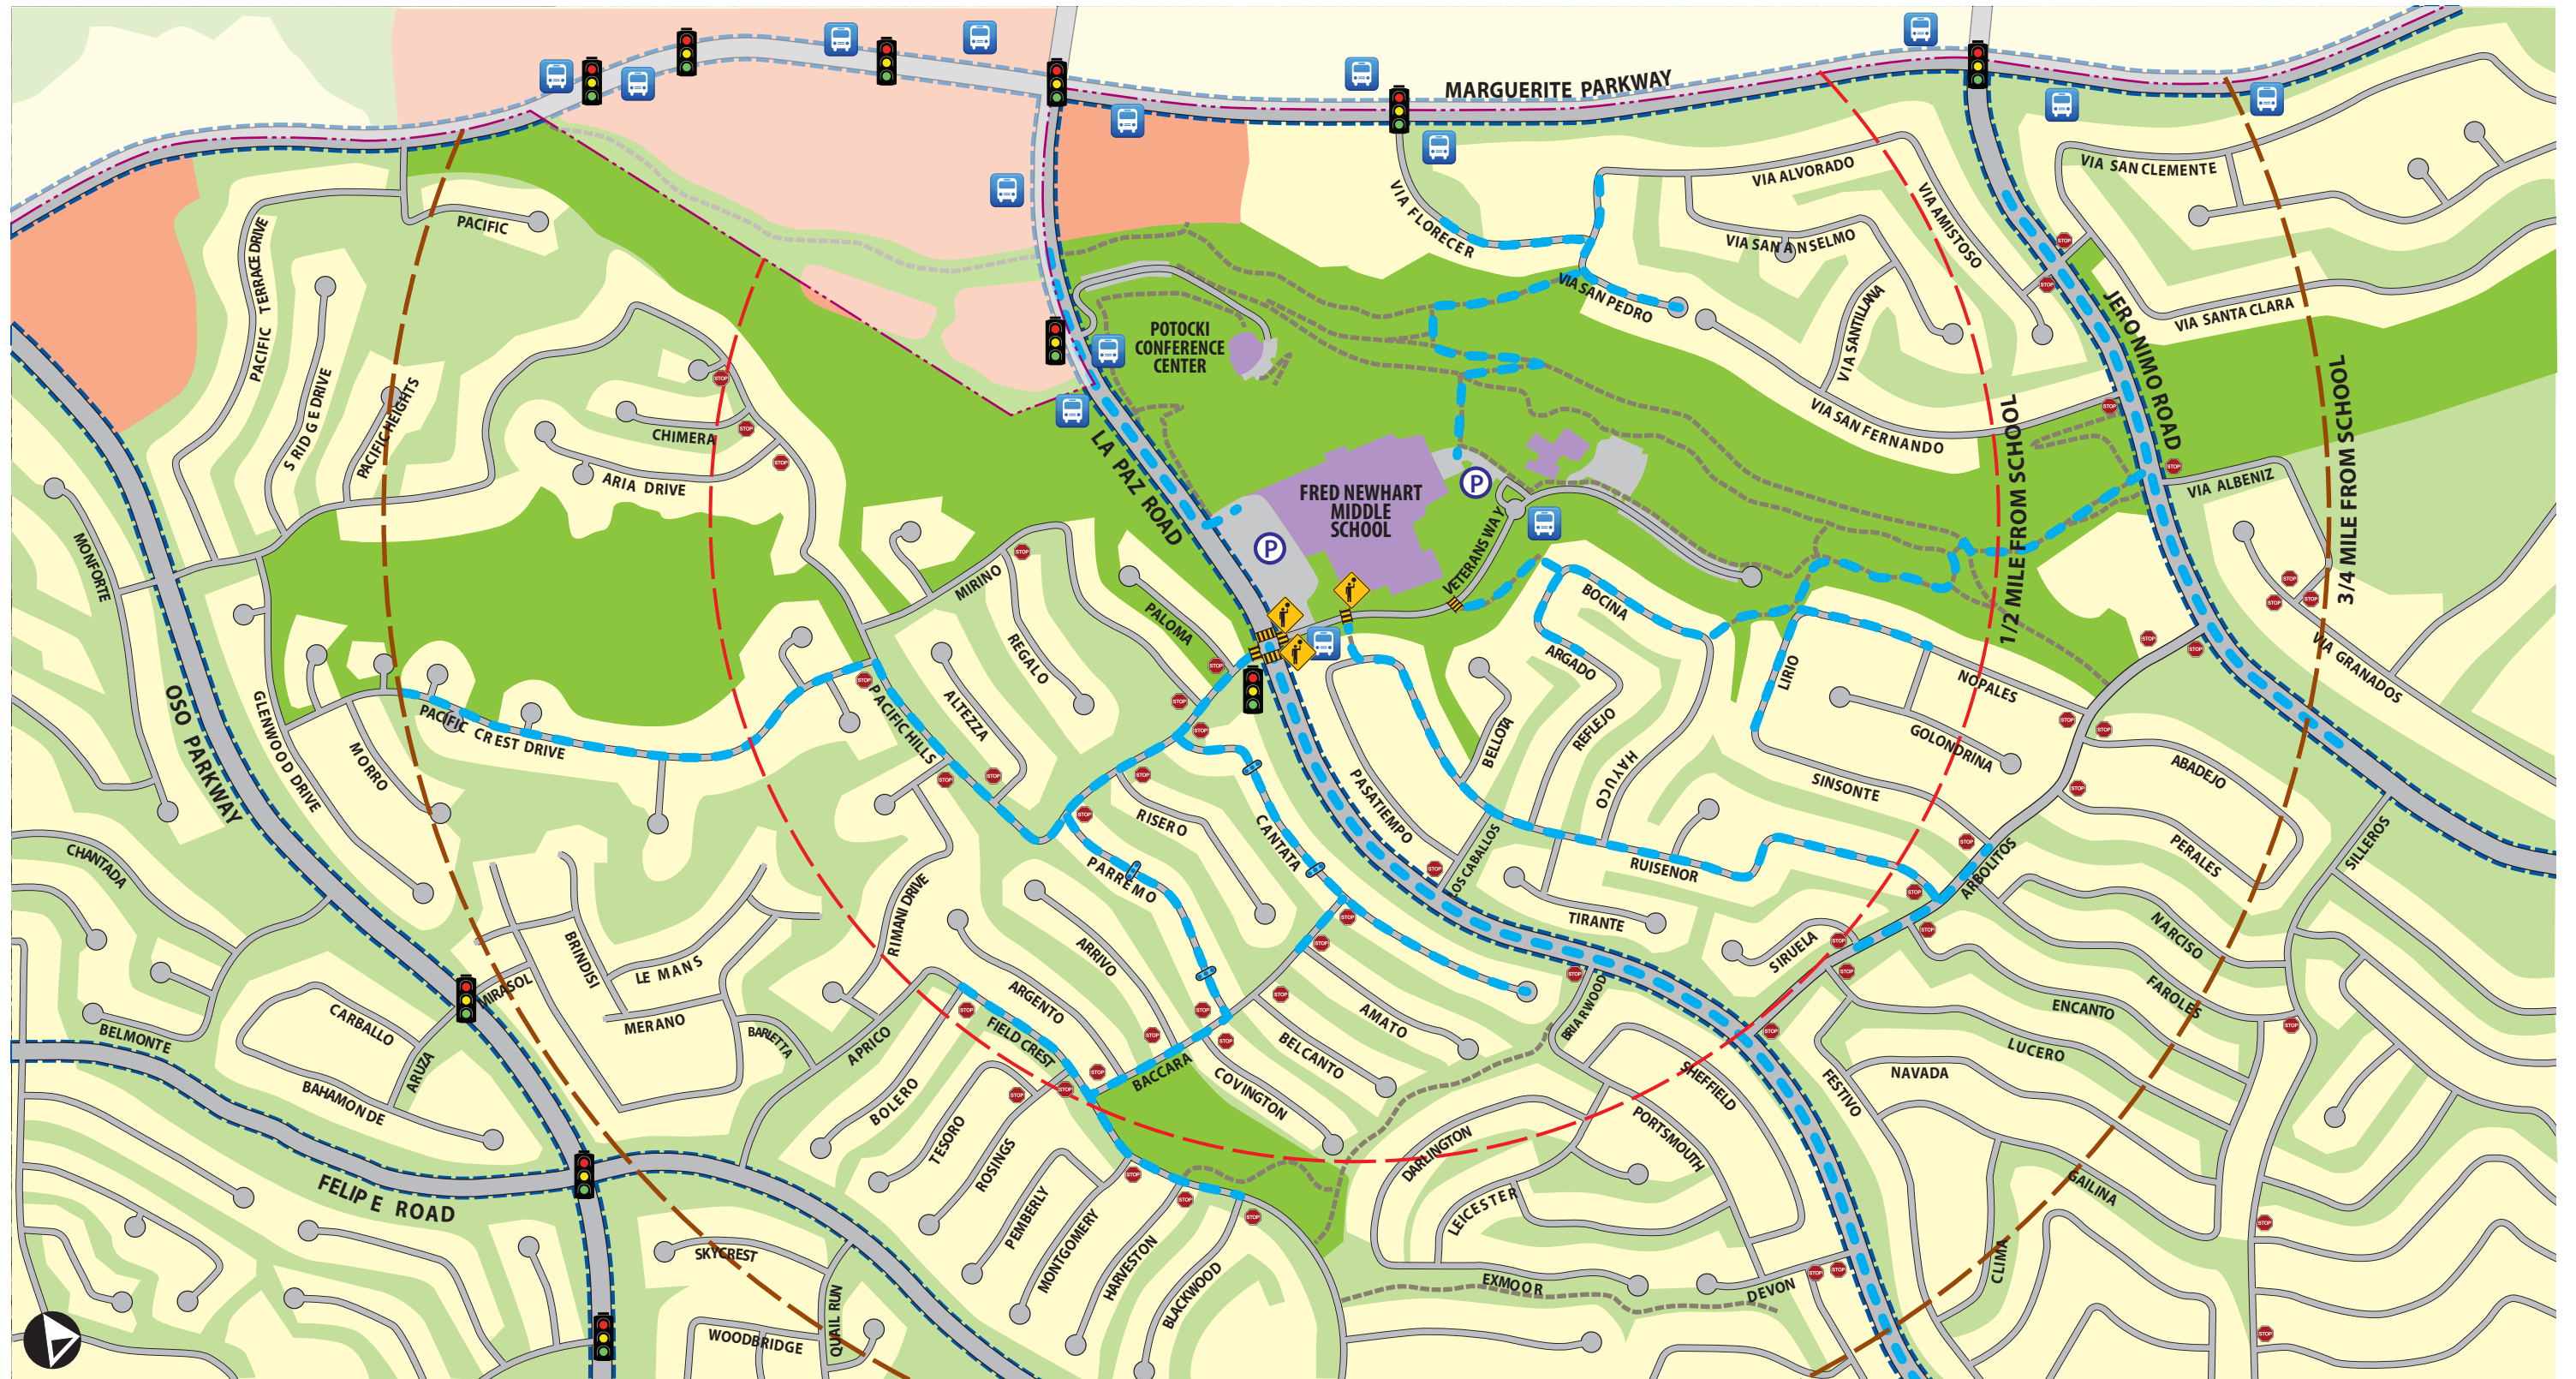 MARGUERITE PARKWAY
VIA ALVORADO
VIA SAN CLEMENTE
VIA FLORECER
VIA AMISTOSO
VIA SAN ANSELMO
PACIFIC
PACIFIC TERRACE DRIVE
VIA SAN PEDRO
VIA SANTILLANA
VIA SANTA CLARA
JERONIMO ROAD
POTOCKI
CONFERENCE
CENTER
S RIDGE DRIVE
PACIFIC HEIGHTS
CHIMERA
ARIA DRIVE
LA PAZ ROAD
VIA SAN FERNANDO
1/2 MILE FROM SCHOOL
3/4 MILE FROM SCHOOL
VIA ALBENIZ
FRED NEWHART
MIDDLE
SCHOOL
P
P
VETERANS WAY
MONFORTE
MIRINO
PALOMA
REGALO
ALTEZZA
BOCINA
ARGADO
REFLEJO
HAYUCO
BELLOTA
LIRIO
NOPALES
GOLONDRINA
SINSONTE
VIA GRANADOS
OSO PARKWAY
GLENWOOD DRIVE
MORRO
PACIFIC CREST DRIVE
PACIFIC HILLS
PASATIEMPO
LOS CABALLOS
RUISENOR
TIRANTE
ARBOLITOS
ABADEJO
PERALES
SILLEROS
NARCISO
FAROLES
ENCANTO
LUCERO
NAVADA
CHANTADA
RISERO
CANTATA
PARREMO
RIMANI DRIVE
ARRIVO
ARGENTO
SIRUELA
BRIARWOOD
BRINDISI
LE MANS
MERANO
BARLETTA
MIRASOL
CARBALLO
BELMONTE
ARUZA
BAHAMONDE
APRICO
FIELD CREST
BACCARA
AMATO
BELCANTO
COVINGTON
BOLERO
TESORO
ROSINGS
PEMBERLY
MONTGOMERY
HARVESTON
BLACKWOOD
SHEFFIELD
PORTSMOUTH
DARLINGTON
LEICESTER
EXMOOR
DEVON
FESTIVO
GAILINA
CLIMA
FELIPE ROAD
SKYCREST
QUAIL RUN
WOODBRIDGE